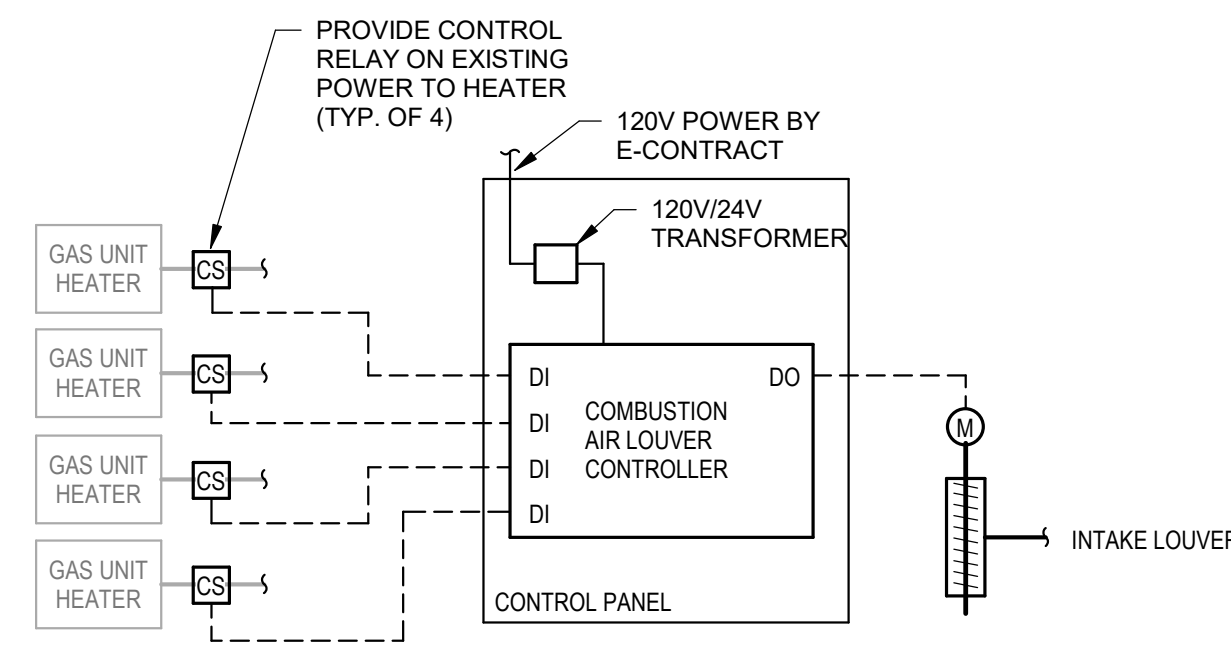 PROVIDE CONTROL
RELAY ON EXISTING
POWER TO HEATER
(TYP. OF 4)
120V POWER BY
E-CONTRACT
120V/24V
TRANSFORMER
GAS UNIT
HEATER
CS
GAS UNIT
HEATER
CS
GAS UNIT
HEATER
CS
GAS UNIT
HEATER
CS
DI
DI
DI
DI
COMBUSTION
AIR LOUVER
CONTROLLER
DO
CONTROL PANEL
M
INTAKE LOUVER